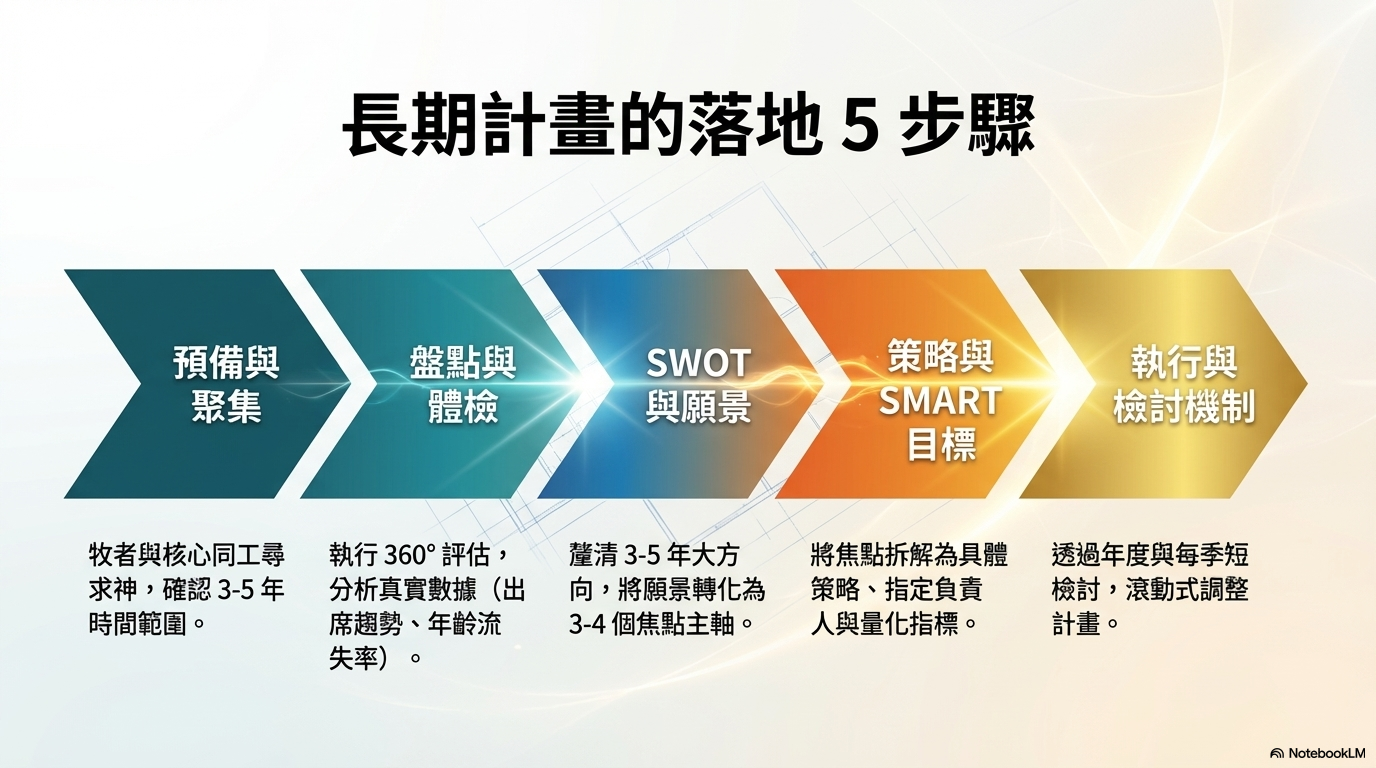 長期計畫的落地 5 步驟
預備與
聚集
盤點與
體檢
SWOT
與願景
策略與
SMART
目標
執行與
檢討機制
牧者與核心同工尋
求神，確認 3-5 年
時間範圍。
執行 360° 評估，
分析真實數據（出
席趨勢、年齡流
失率）。
釐清 3-5 年大方
向，將願景轉化為
3-4 個焦點主軸。
將焦點拆解為具體
策略、指定負責
人與量化指標。
透過年度與每季短
檢討，滾動式調整
計畫。
NotebookLM